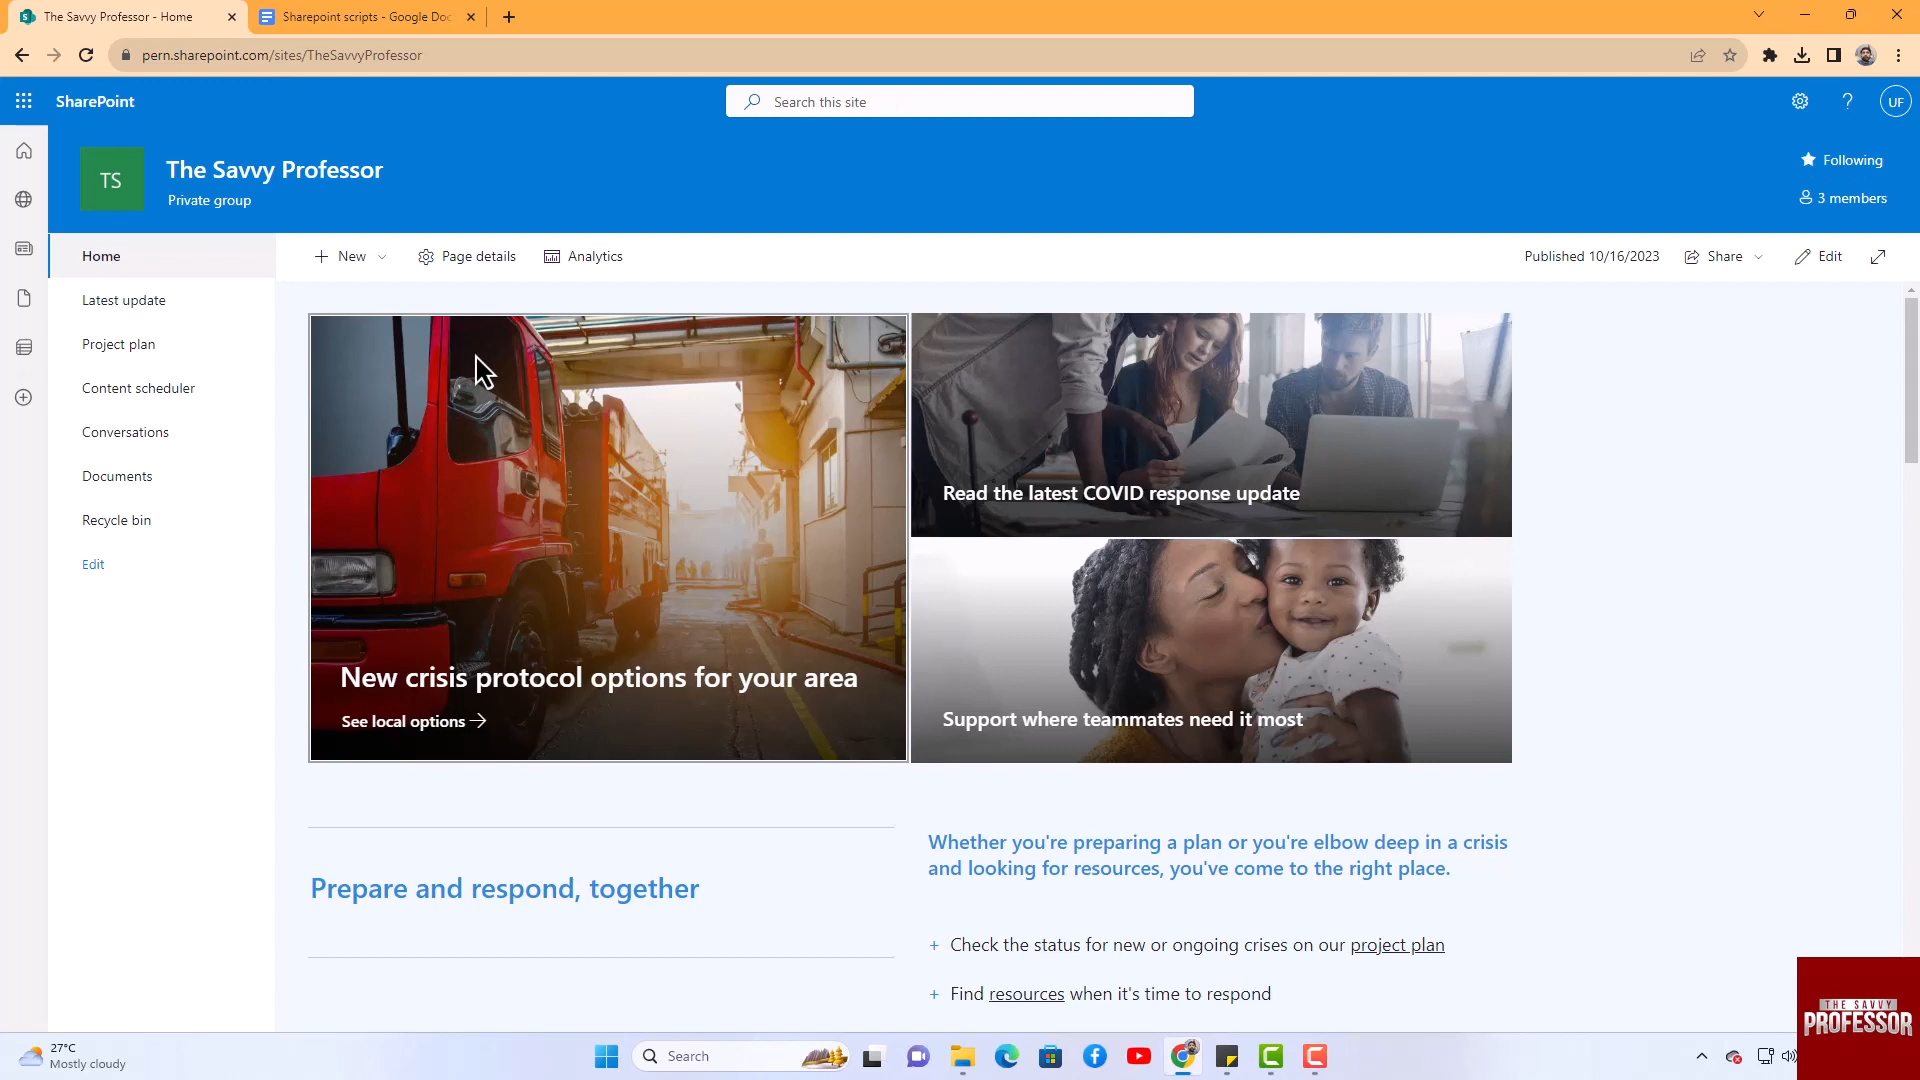 The Savvy Professor - Home
Sharepoint scripts - Google Doc
pern.sharepoint.com/sites/TheSavvyProfessor
SharePoint
Search this site
UF
TS
The Savvy Professor
Private group
Following
3 members
Home
New
Page details
Analytics
Published 10/16/2023
Share
Edit
Latest update
Project plan
Content scheduler
Conversations
Documents
Recycle bin
Edit
New crisis protocol options for your area
See local options
Read the latest COVID response update
Support where teammates need it most
Prepare and respond, together
Whether you're preparing a plan or you're elbow deep in a crisis
and looking for resources, you've come to the right place.
+ Check the status for new or ongoing crises on our project plan
+ Find resources when it's time to respond
27°C
Mostly cloudy
Search
THE SAVVY
PROFESSOR